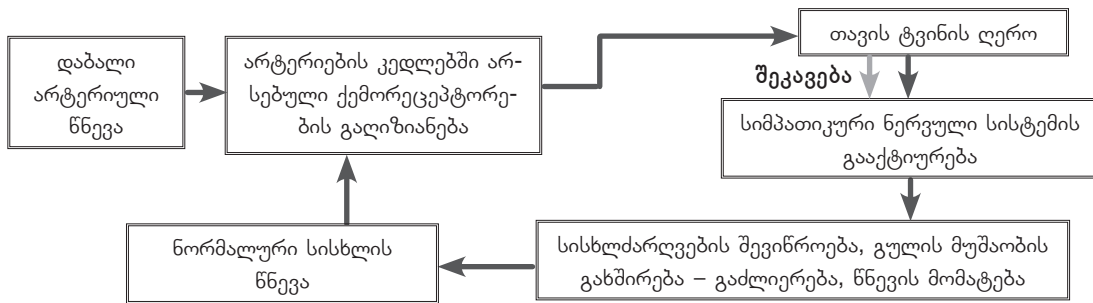 დაბალი
არტერიული
წნევა
არტერიების კედლებში არ-
სებული ქემორეცეპტორე-
ბის გაღიზიანება
თავის ტვინის ღერო
შეკავება
სიმპათიკური ნერვული სისტემის
გააქტიურება
სისხლძარღვების შევიწროება, გულის მუშაობის
გახშირება – გაძლიერება, წნევის მომატება
ნორმალური სისხლის
წნევა